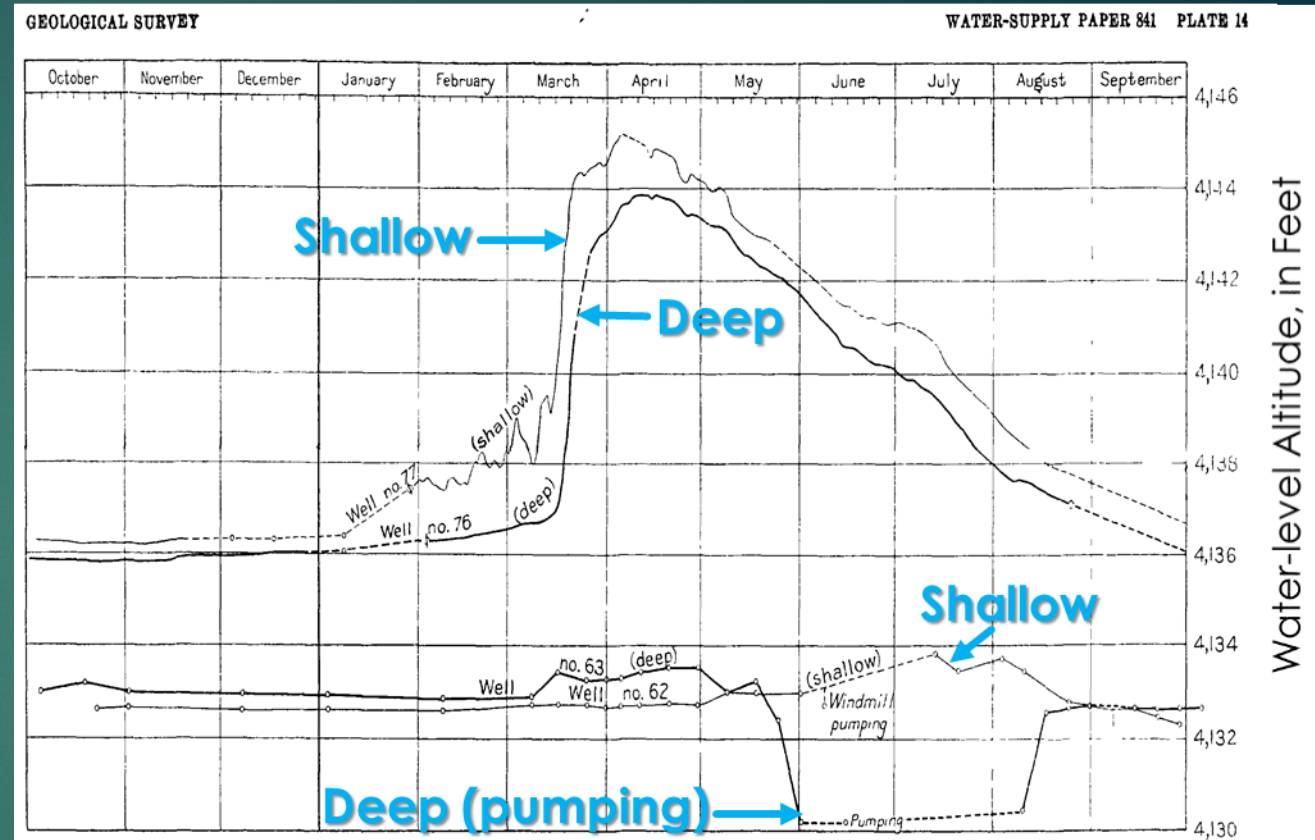 GEOLOGICAL SURVEY
WATER-SUPPLY PAPER 841 PLATE 14
October November December January February March April May June July August September
4,146
4,144
Shallow
4,142
Deep
4,140
(shallow)
4,138
Well no.77
(deep)
Well no. 76
4,136
Shallow
4,134
no. 63 (deep)
(shallow)
Well
Well no. 62
Windmill
pumping
4,132
Deep (pumping)
Pumping
4,130
Water-level Altitude, in Feet